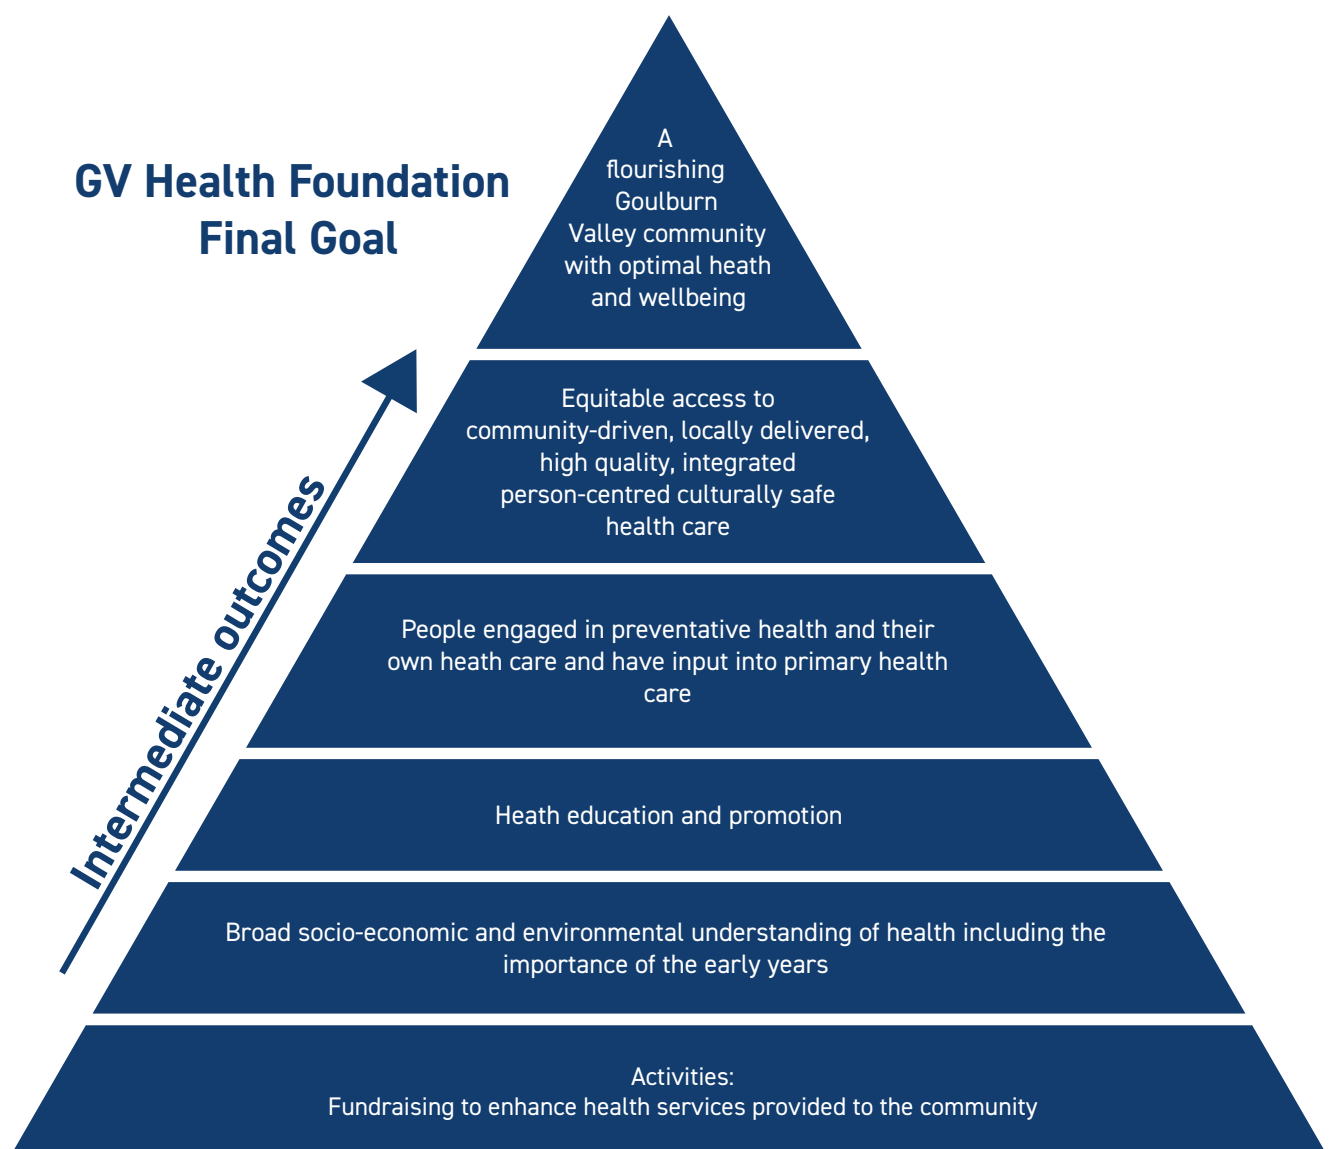 GV Health Foundation
Final Goal
A
flourishing
Goulburn
Valley community
with optimal heath
and wellbeing
Intermediate outcomes
Equitable access to
community-driven, locally delivered,
high quality, integrated
person-centred culturally safe
health care
People engaged in preventative health and their
own heath care and have input into primary health
care
Heath education and promotion
Broad socio-economic and environmental understanding of health including the
importance of the early years
Activities:
Fundraising to enhance health services provided to the community